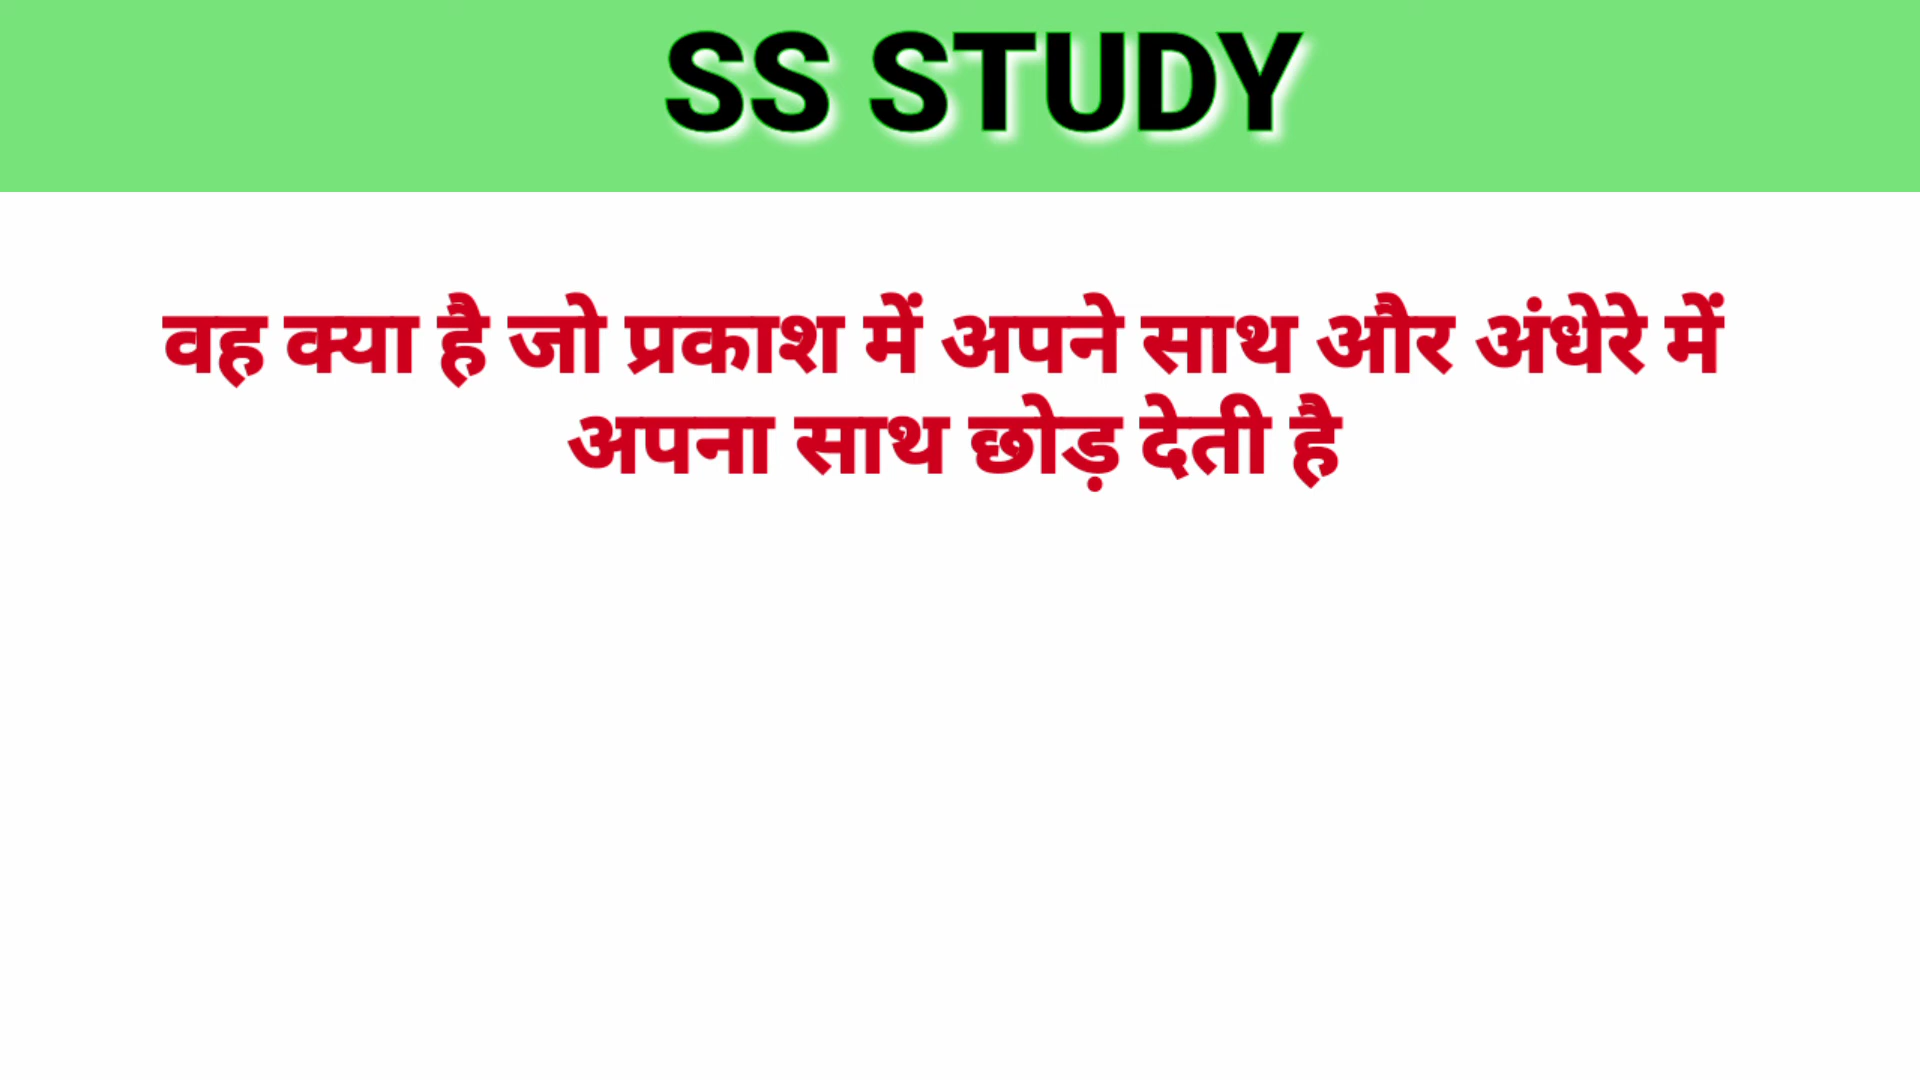 SS STUDY
वह क्या है जो प्रकाश में अपने साथ और अंधेरे में
अपना साथ छोड़ देती है